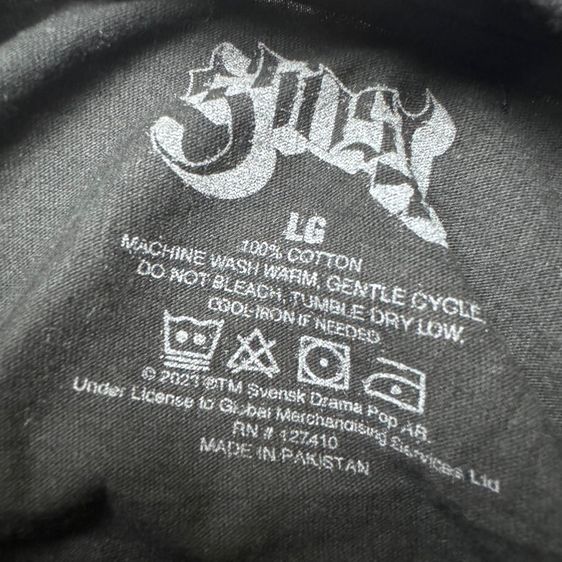 Ghost
LG
100% COTTON
MACHINE WASH WARM, GENTLE CYCLE,
DO NOT BLEACH, TUMBLE DRY LOW.
COOL IRON IF NEEDED
© 2023 ®TM Svensk Drama Pop AB.
Under License to Global Merchandising Services Ltd
RN # 127410
MADE IN PAKISTAN